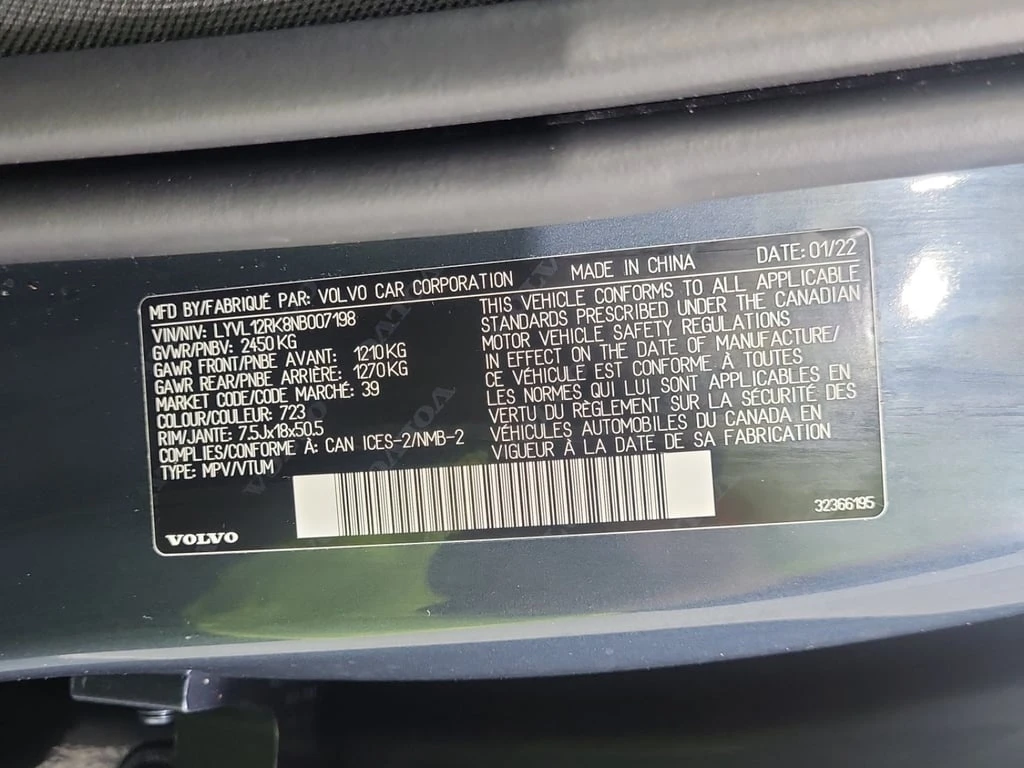 MFD BY/FABRIQUÉ PAR: VOLVO CAR CORPORATION MADE IN CHINA DATE: 01/22
VIN/NIV: LYVL12RK8NB007198
GVWR/PNBV: 2450 KG
GAWR FRONT/PNBE AVANT: 1210 KG
GAWR REAR/PNBE ARRIÈRE: 1270 KG
MARKET CODE/CODE MARCHÉ: 39
COLOUR/COULEUR: 723
RIM/JANTE: 7.5Jx18x50.5
COMPLIES/CONFORME À: CAN ICES-2/NMB-2
TYPE: MPV/VTUM
THIS VEHICLE CONFORMS TO ALL APPLICABLE
STANDARDS PRESCRIBED UNDER THE CANADIAN
MOTOR VEHICLE SAFETY REGULATIONS
IN EFFECT ON THE DATE OF MANUFACTURE/
CE VÉHICULE EST CONFORME À TOUTES
LES NORMES QUI LUI SONT APPLICABLES EN
VERTU DU RÈGLEMENT SUR LA SÉCURITÉ DES
VÉHICULES AUTOMOBILES DU CANADA EN
VIGUEUR À LA DATE DE SA FABRICATION
VOLVO
32366195